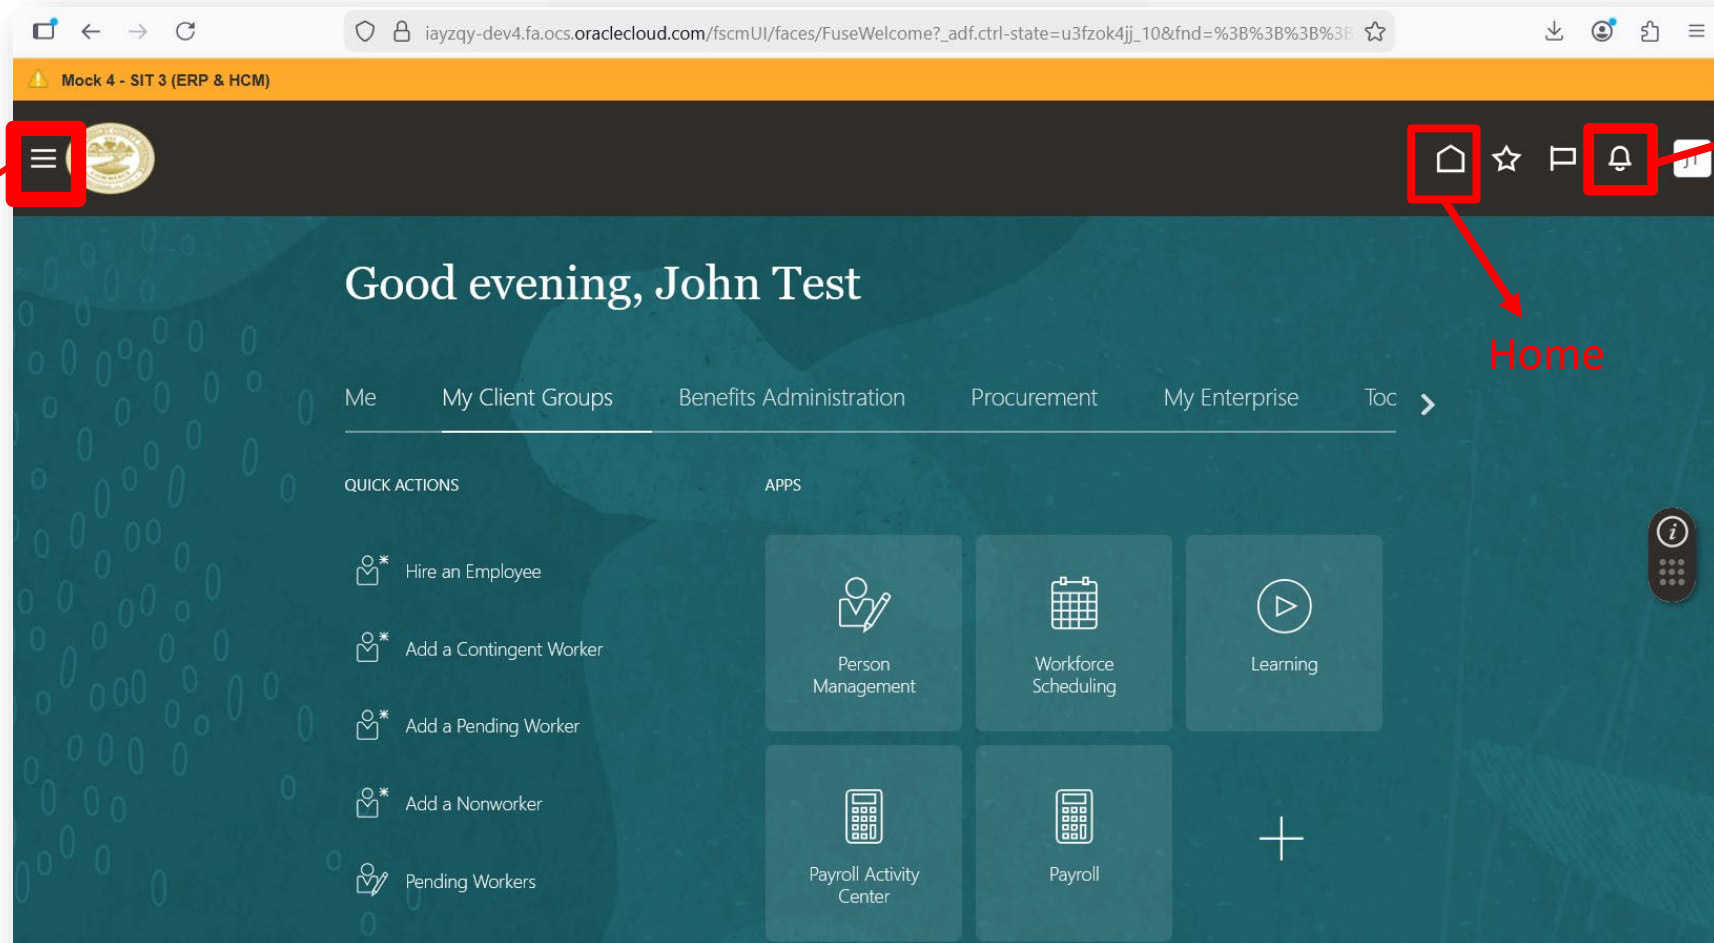 iayzqy-dev4.fa.ocs.oraclecloud.com/fscmUI/faces/FuseWelcome?_adf.ctrl-state=u3fzok4jj_10&fnd=%3B%3B%3B%3B
Mock 4 - SIT 3 (ERP & HCM)
Good evening, John Test
Home
Me My Client Groups Benefits Administration Procurement My Enterprise Toc
QUICK ACTIONS
APPS
Hire an Employee
Add a Contingent Worker
Add a Pending Worker
Add a Nonworker
Pending Workers
Person
Management
Workforce
Scheduling
Learning
Payroll Activity
Center
Payroll